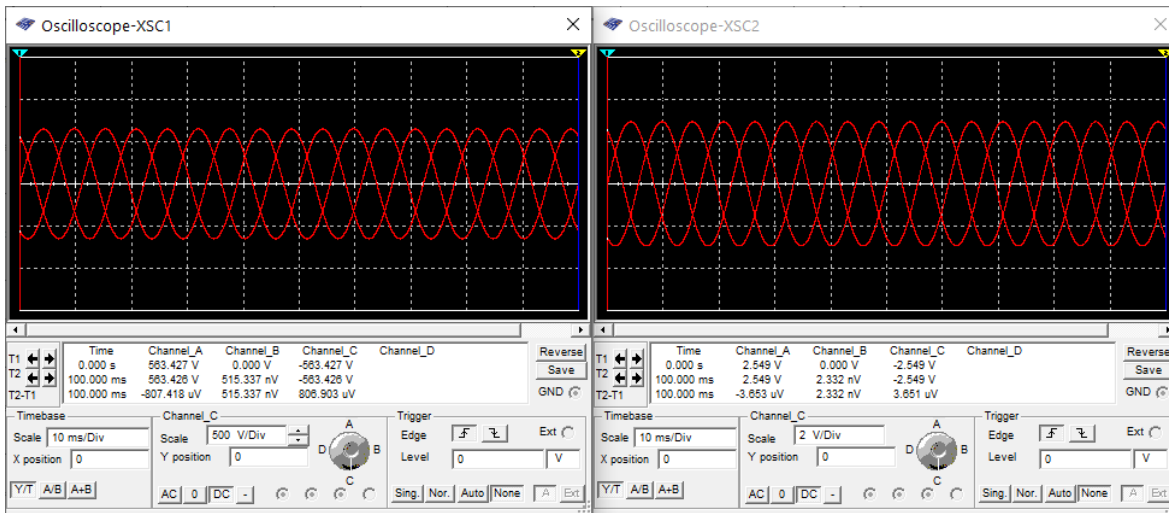 Oscilloscope-XSC1
1 2
T1
T2
T2-T1
Time Channel_A Channel_B Channel_C Channel_D
0.000 s 563.427 V 0.000 V -563.427 V
100.000 ms 563.426 V 515.337 nV -563.426 V
100.000 ms -807.418 uV 515.337 nV 806.903 uV
Reverse
Save
GND
Timebase
Scale 10 ms/Div
X position 0
Y/T A/B A+B
Channel_C
Scale 500 V/Div
Y position 0
AC 0 DC -
A
D B
C
Trigger
Edge Ext
Level 0 V
Sing. Nor. Auto None A Ext
Oscilloscope-XSC2
1 2
T1
T2
T2-T1
Time Channel_A Channel_B Channel_C Channel_D
0.000 s 2.549 V 0.000 V -2.549 V
100.000 ms 2.549 V 2.332 nV -2.549 V
100.000 ms -3.653 uV 2.332 nV 3.651 uV
Reverse
Save
GND
Timebase
Scale 10 ms/Div
X position 0
Y/T A/B A+B
Channel_C
Scale 2 V/Div
Y position 0
AC 0 DC -
A
D B
C
Trigger
Edge Ext
Level 0 V
Sing. Nor. Auto None A Ext